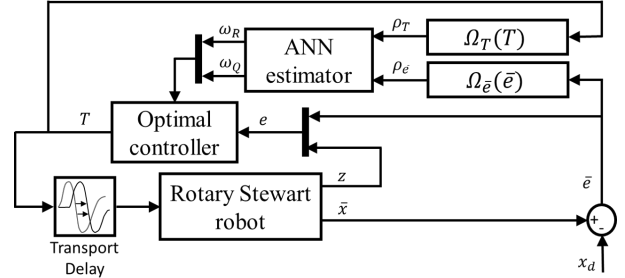 ω_R
ρ_T
ANN
estimator
Ω_T(T)
ω_Q
ρ_ē
Ω_ē(ē)
T
Optimal
controller
e
z
Rotary Stewart
robot
x̄
ē
+
-
Transport
Delay
x_d